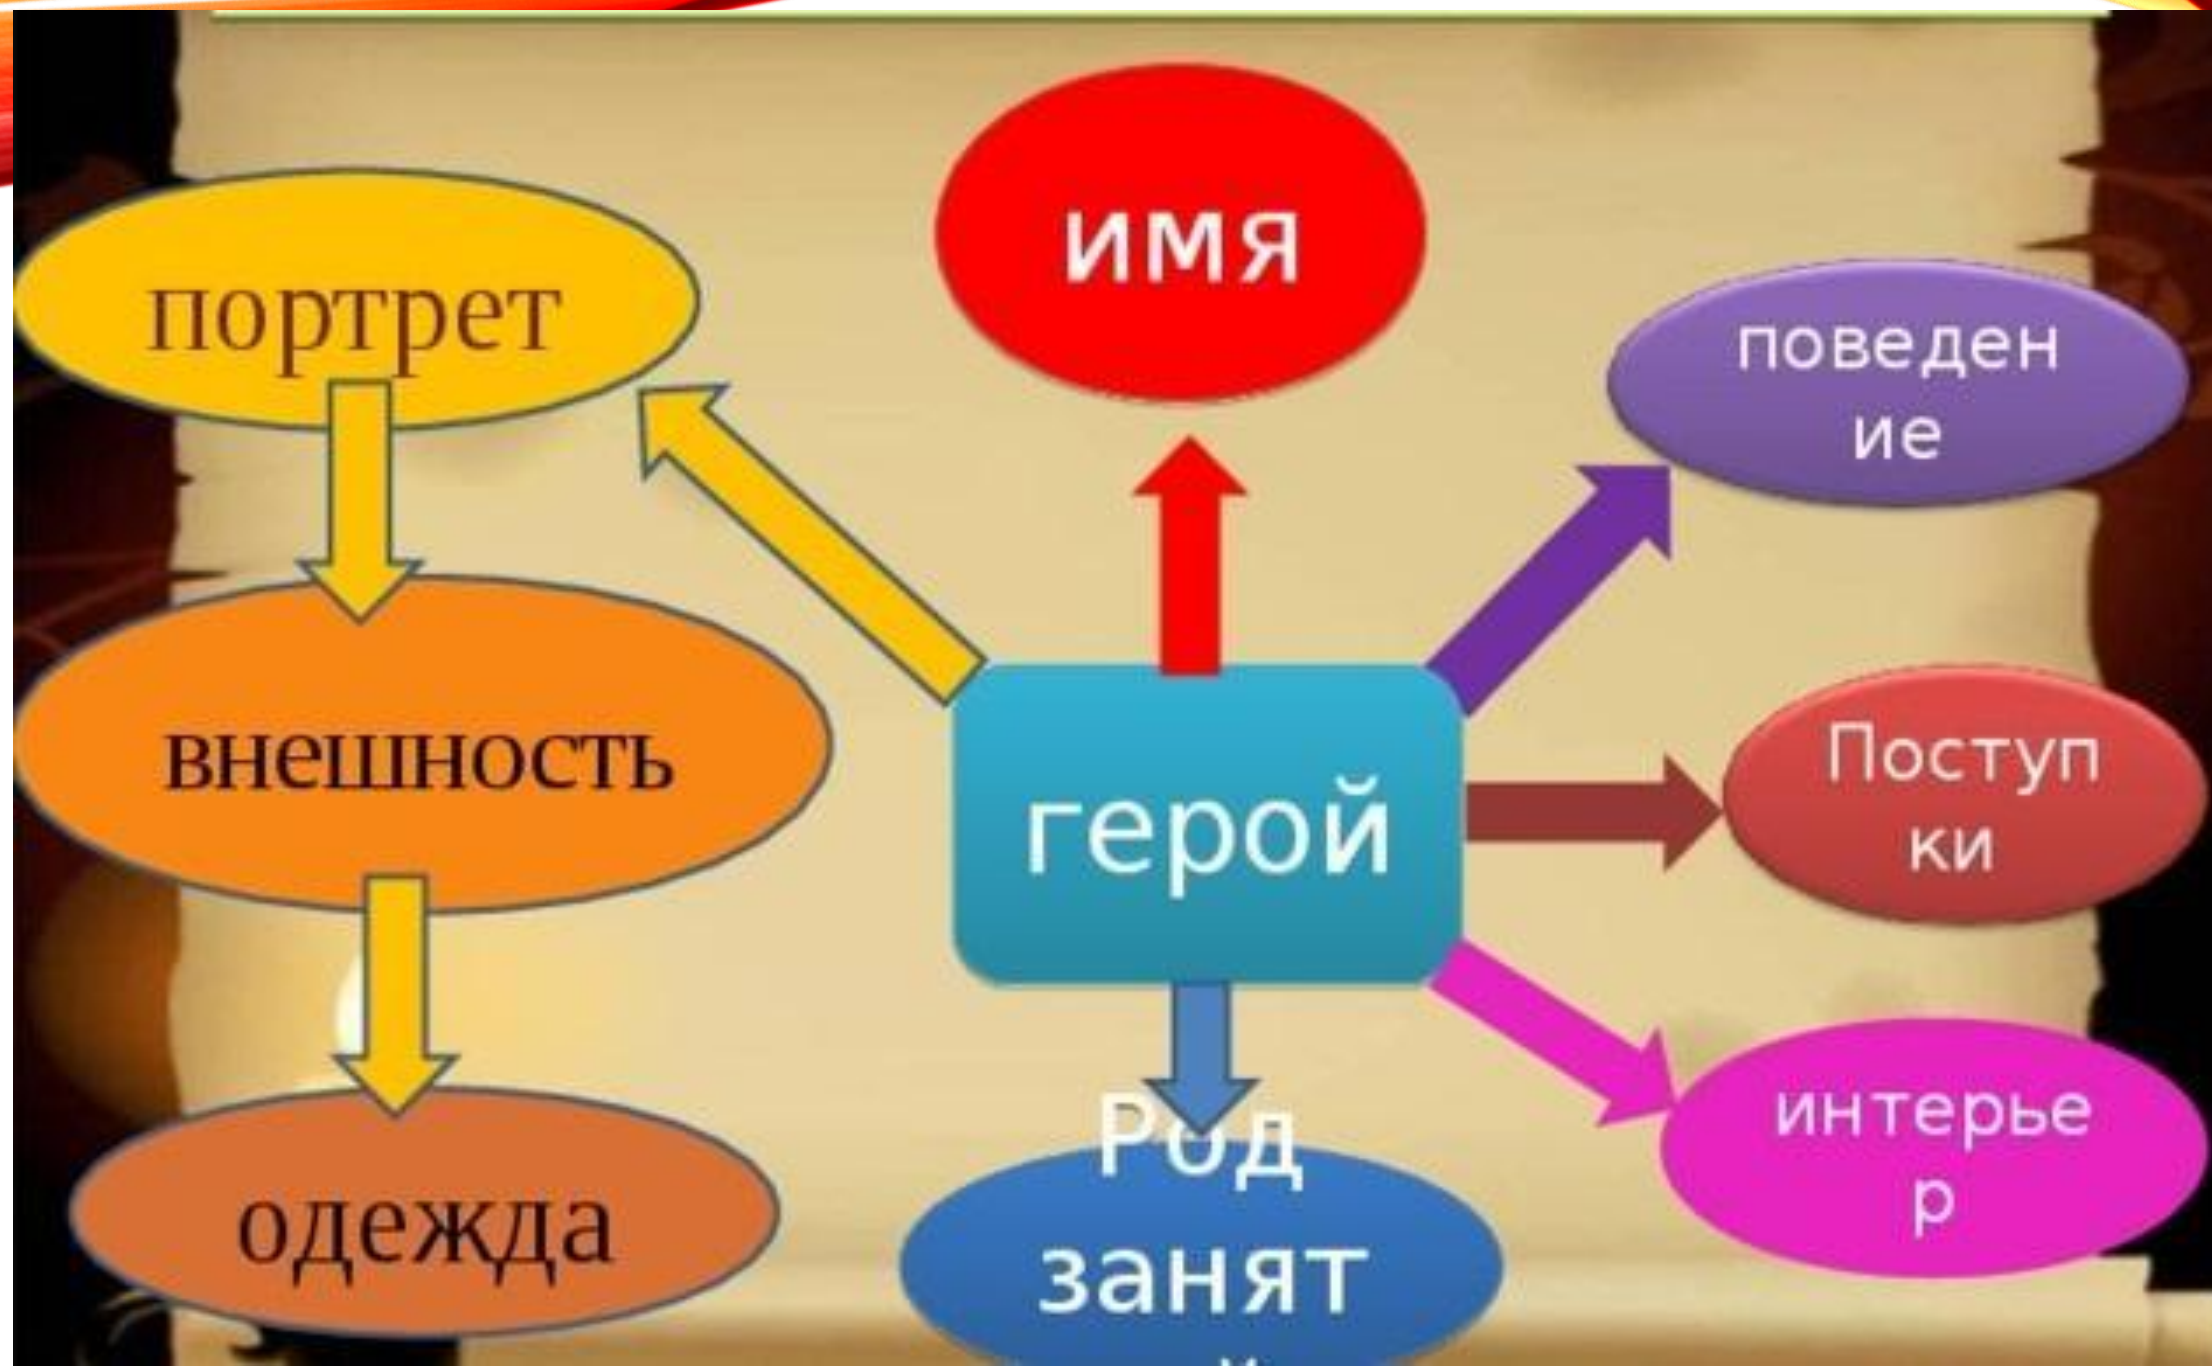 имя
портрет
поведен
ие
внешность
герой
Поступ
ки
одежда
Род
занят
интерье
р